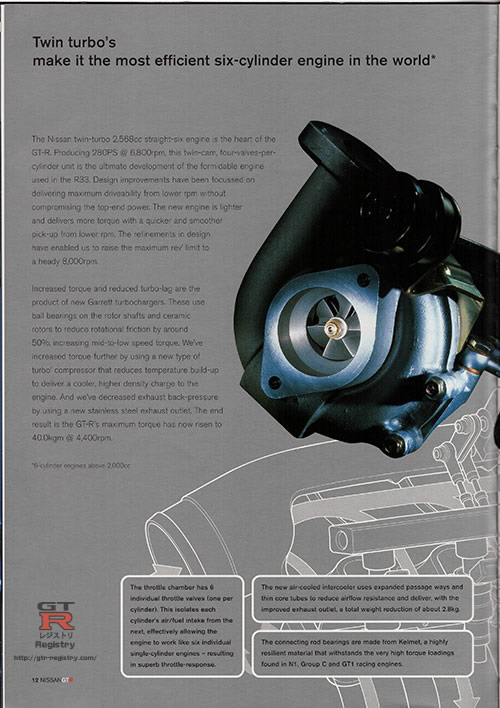 Twin turbo's
make it the most efficient six-cylinder engine in the world*
The Nissan twin-turbo 2,568cc straight-six engine is the heart of the
GT-R. Producing 280PS @ 6,800rpm, this twin-cam, four-valves-per-
cylinder unit is the ultimate development of the formidable engine
used in the R33. Design improvements have been focussed on
delivering maximum driveability from lower rpm without
compromising the top-end power. The new engine is lighter
and delivers more torque with a quicker and smoother
pick-up from lower rpm. The refinements in design
have enabled us to raise the maximum rev' limit to
a heady 8,000rpm.
Increased torque and reduced turbo-lag are the
product of new Garrett turbochargers. These use
ball bearings on the rotor shafts and ceramic
rotors to reduce rotational friction by around
50%, increasing mid-to-low speed torque. We've
increased torque further by using a new type of
turbo' compressor that reduces temperature build-up
to deliver a cooler, higher density charge to the
engine. And we've decreased exhaust back-pressure
by using a new stainless steel exhaust outlet. The end
result is the GT-R's maximum torque has now risen to
40.0kgm @ 4,400rpm.
*6-cylinder engines above 2,000cc
The throttle chamber has 6
individual throttle valves (one per
cylinder). This isolates each
cylinder's air/fuel intake from the
next, effectively allowing the
engine to work like six individual
single-cylinder engines – resulting
in superb throttle-response.
The new air-cooled intercooler uses expanded passage ways and
thin core tubes to reduce airflow resistance and deliver, with the
improved exhaust outlet, a total weight reduction of about 2.8kg.
The connecting rod bearings are made from Kelmet, a highly
resilient material that withstands the very high torque loadings
found in N1, Group C and GT1 racing engines.
GT
R
レジストリ
Registry
http://gtr-registry.com/
12 NISSAN GT-R